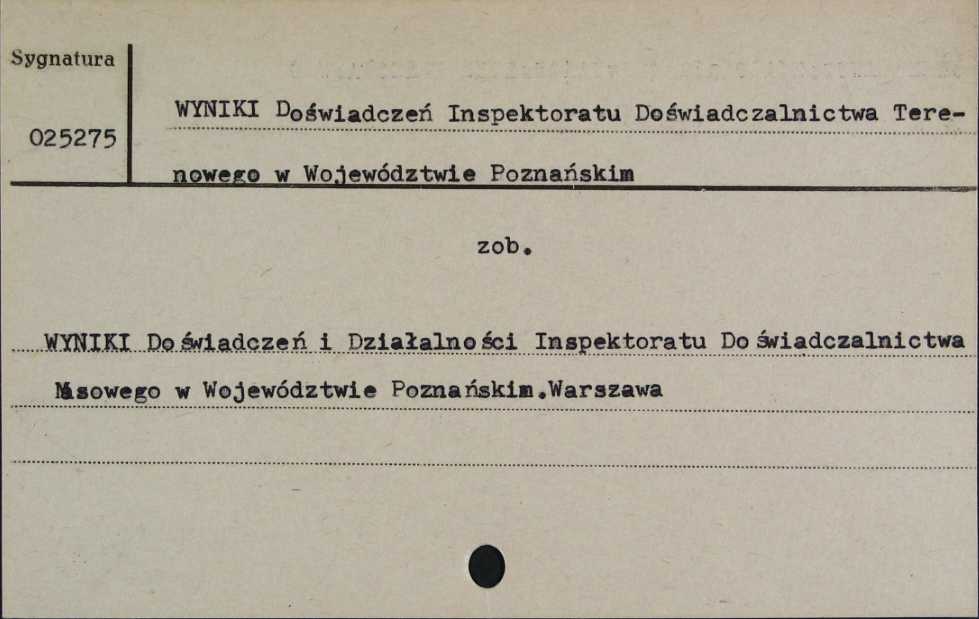 Sygnatura
025275
WYNIKI Doświadczeń Inspektoratu Doświadczalnictwa Tere-
nowego w Województwie Poznańskim
zob.
WYNIKI Doświadczeń i Działalności Inspektoratu Doświadczalnictwa
Masowego w Województwie Poznańskim.Warszawa